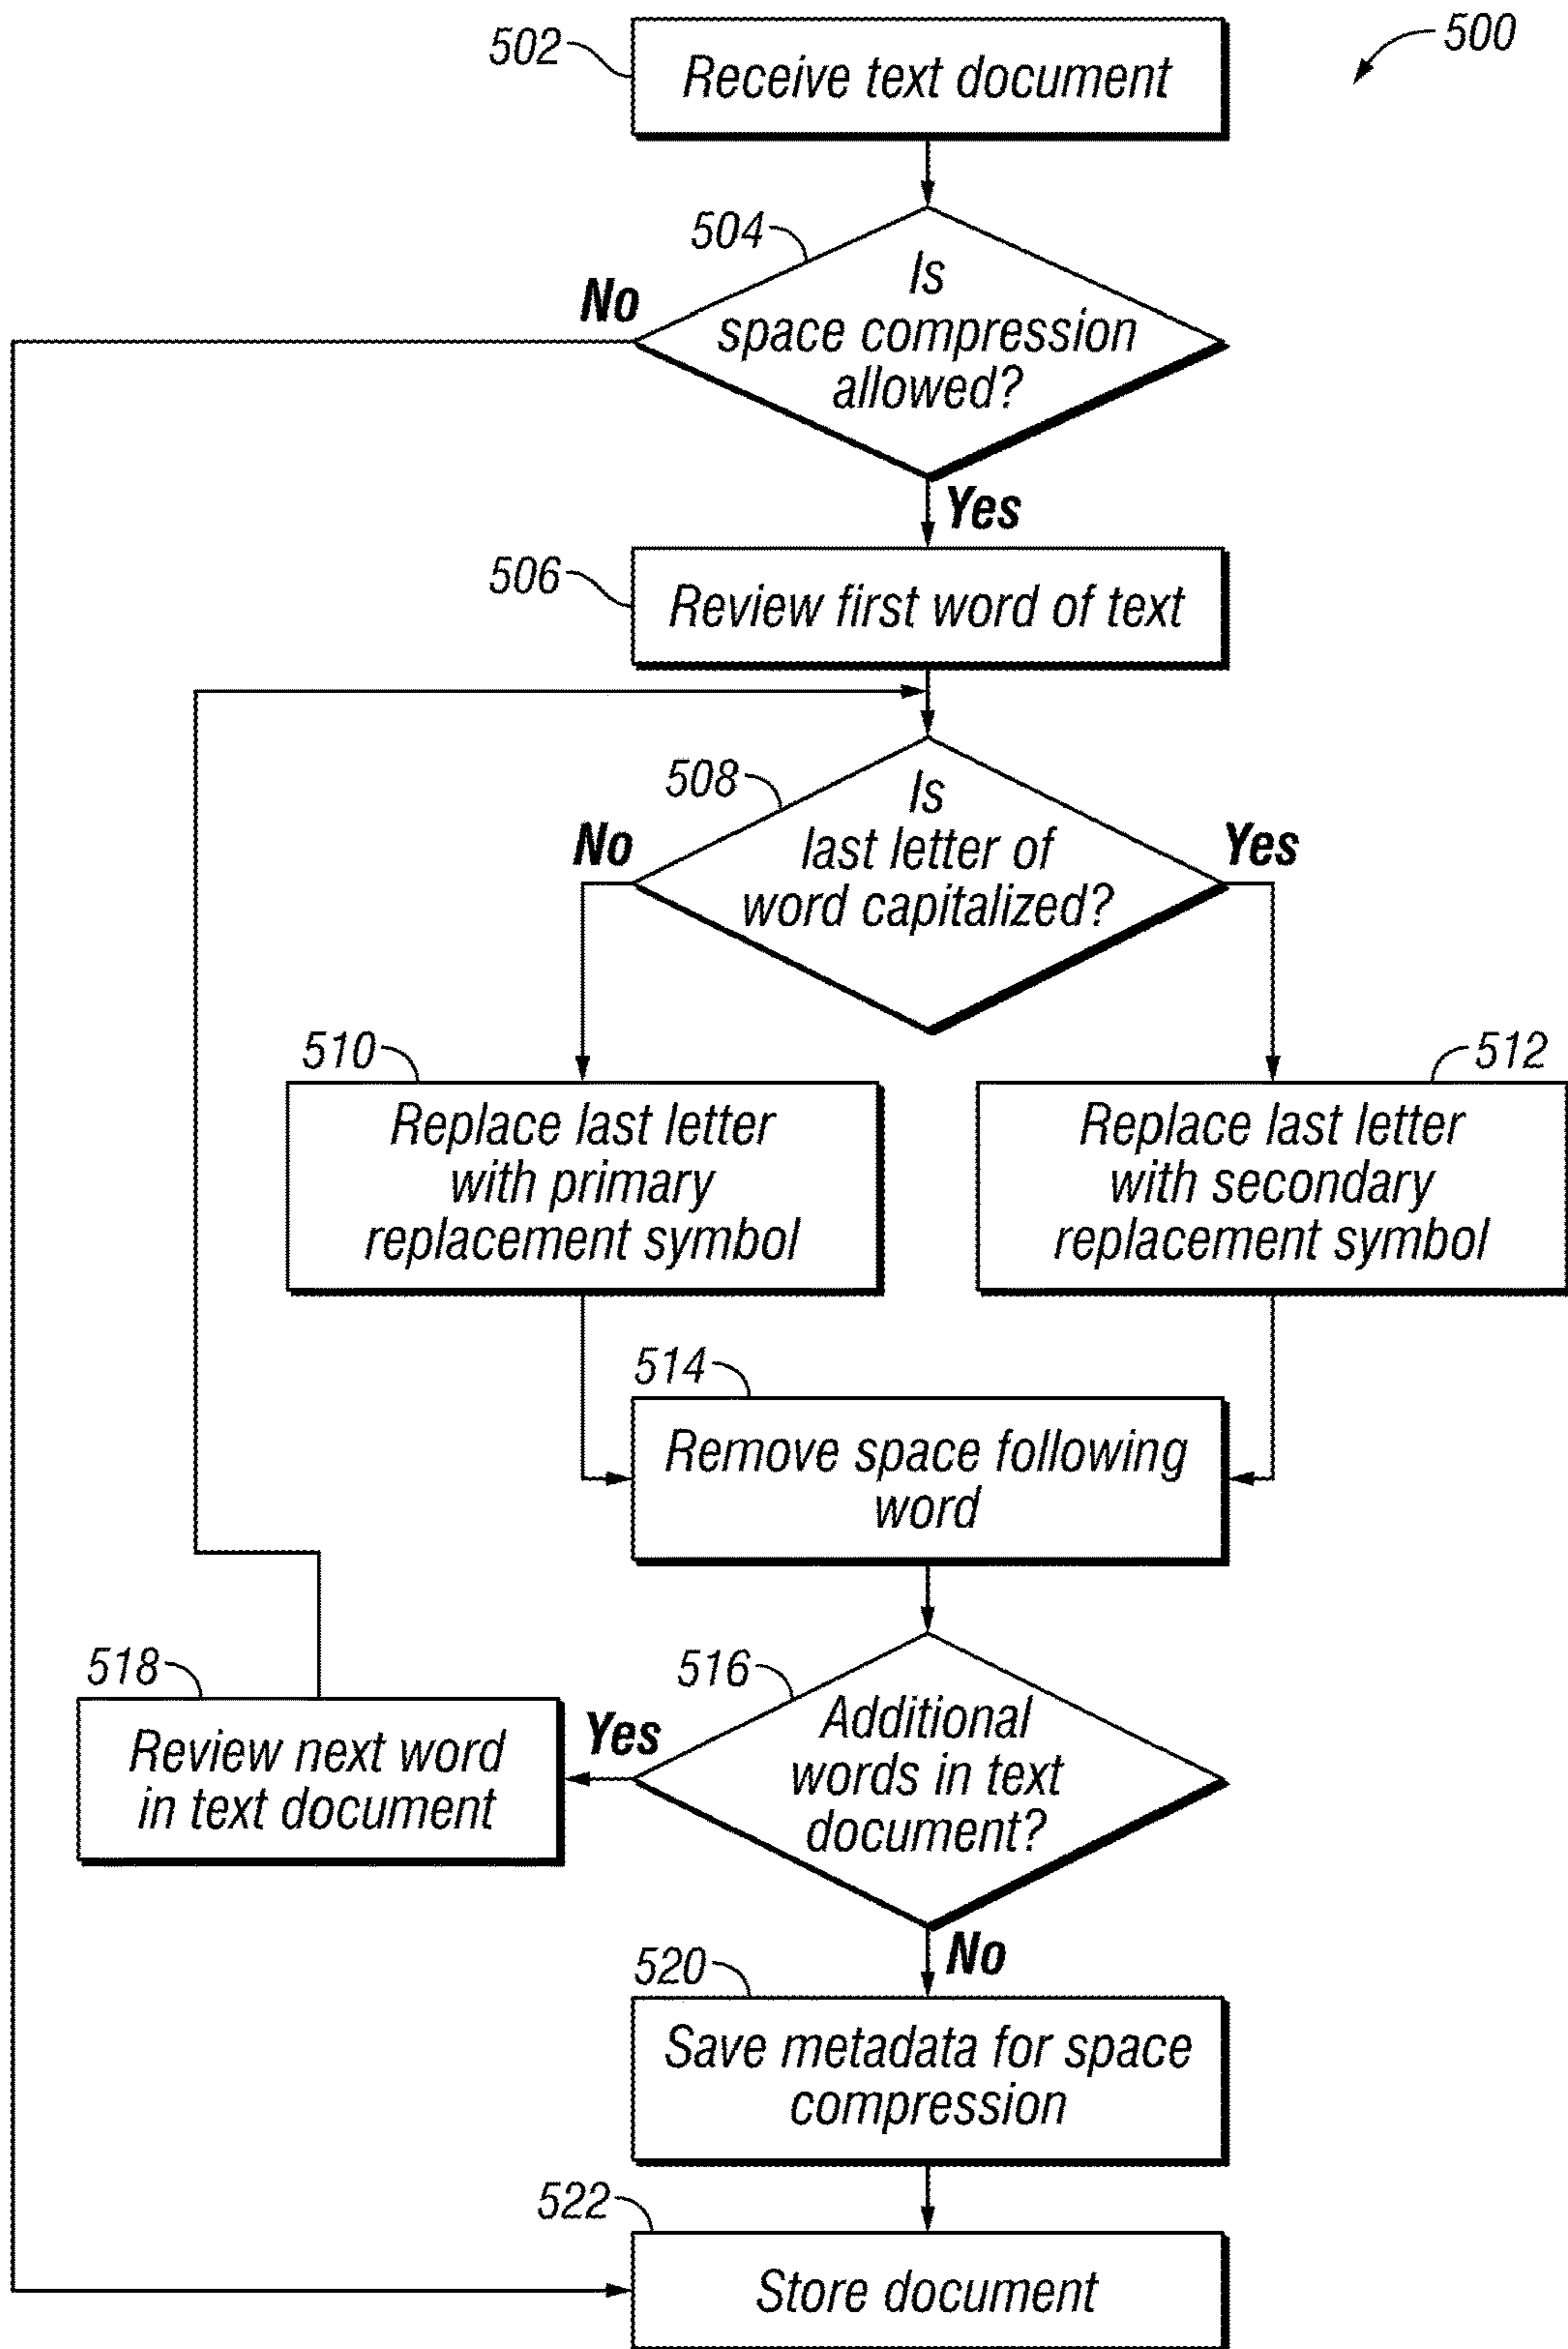 500
502
Receive text document
504
Is
space compression
allowed?
No
Yes
506
Review first word of text
508
Is
last letter of
word capitalized?
No
Yes
510
Replace last letter
with primary
replacement symbol
512
Replace last letter
with secondary
replacement symbol
514
Remove space following
word
516
Additional
words in text
document?
Yes
518
Review next word
in text document
No
520
Save metadata for space
compression
522
Store document